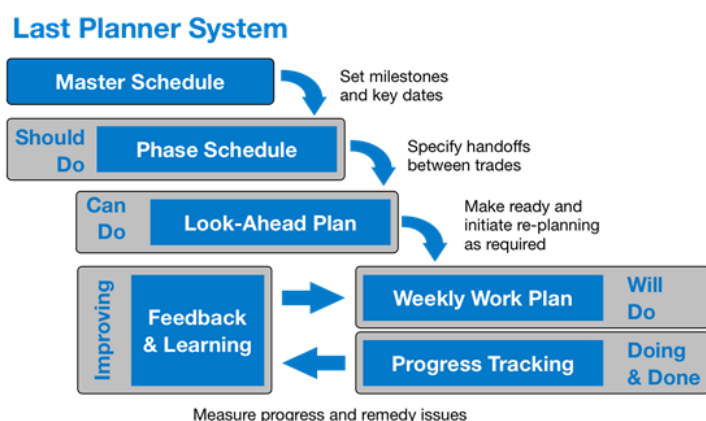 Last Planner System
Master Schedule
Set milestones
and key dates
Should
Do
Phase Schedule
Specify handoffs
between trades
Can
Do
Look-Ahead Plan
Make ready and
initiate re-planning
as required
Improving
Feedback
& Learning
Weekly Work Plan
Will
Do
Progress Tracking
Doing
& Done
Measure progress and remedy issues